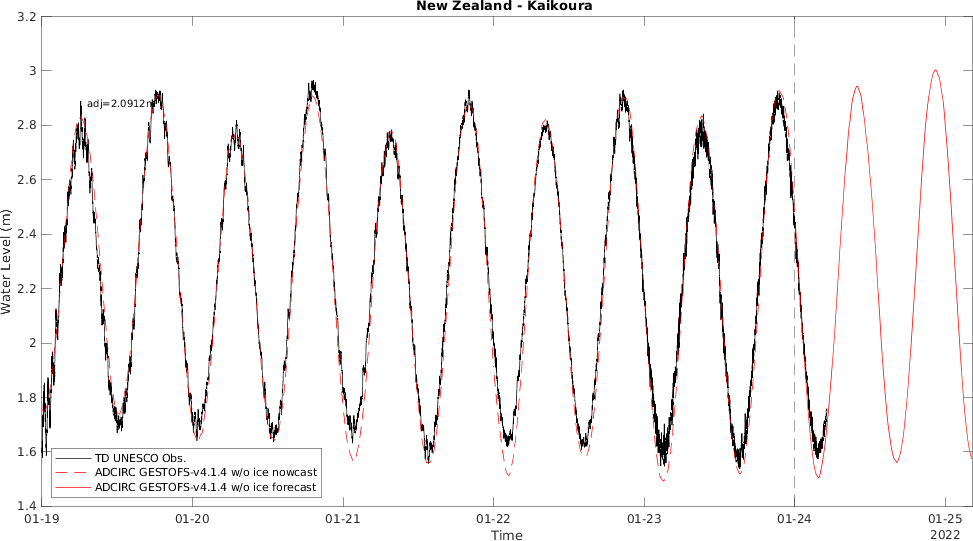 New Zealand - Kaikoura
3.2
3
2.8
2.6
2.4
2.2
2
1.8
1.6
1.4
Water Level (m)
adj=2.0912m
TD UNESCO Obs.
ADCIRC GESTOFS-v4.1.4 w/o ice nowcast
ADCIRC GESTOFS-v4.1.4 w/o ice forecast
01-19 01-20 01-21 01-22 01-23 01-24 01-25
Time 2022